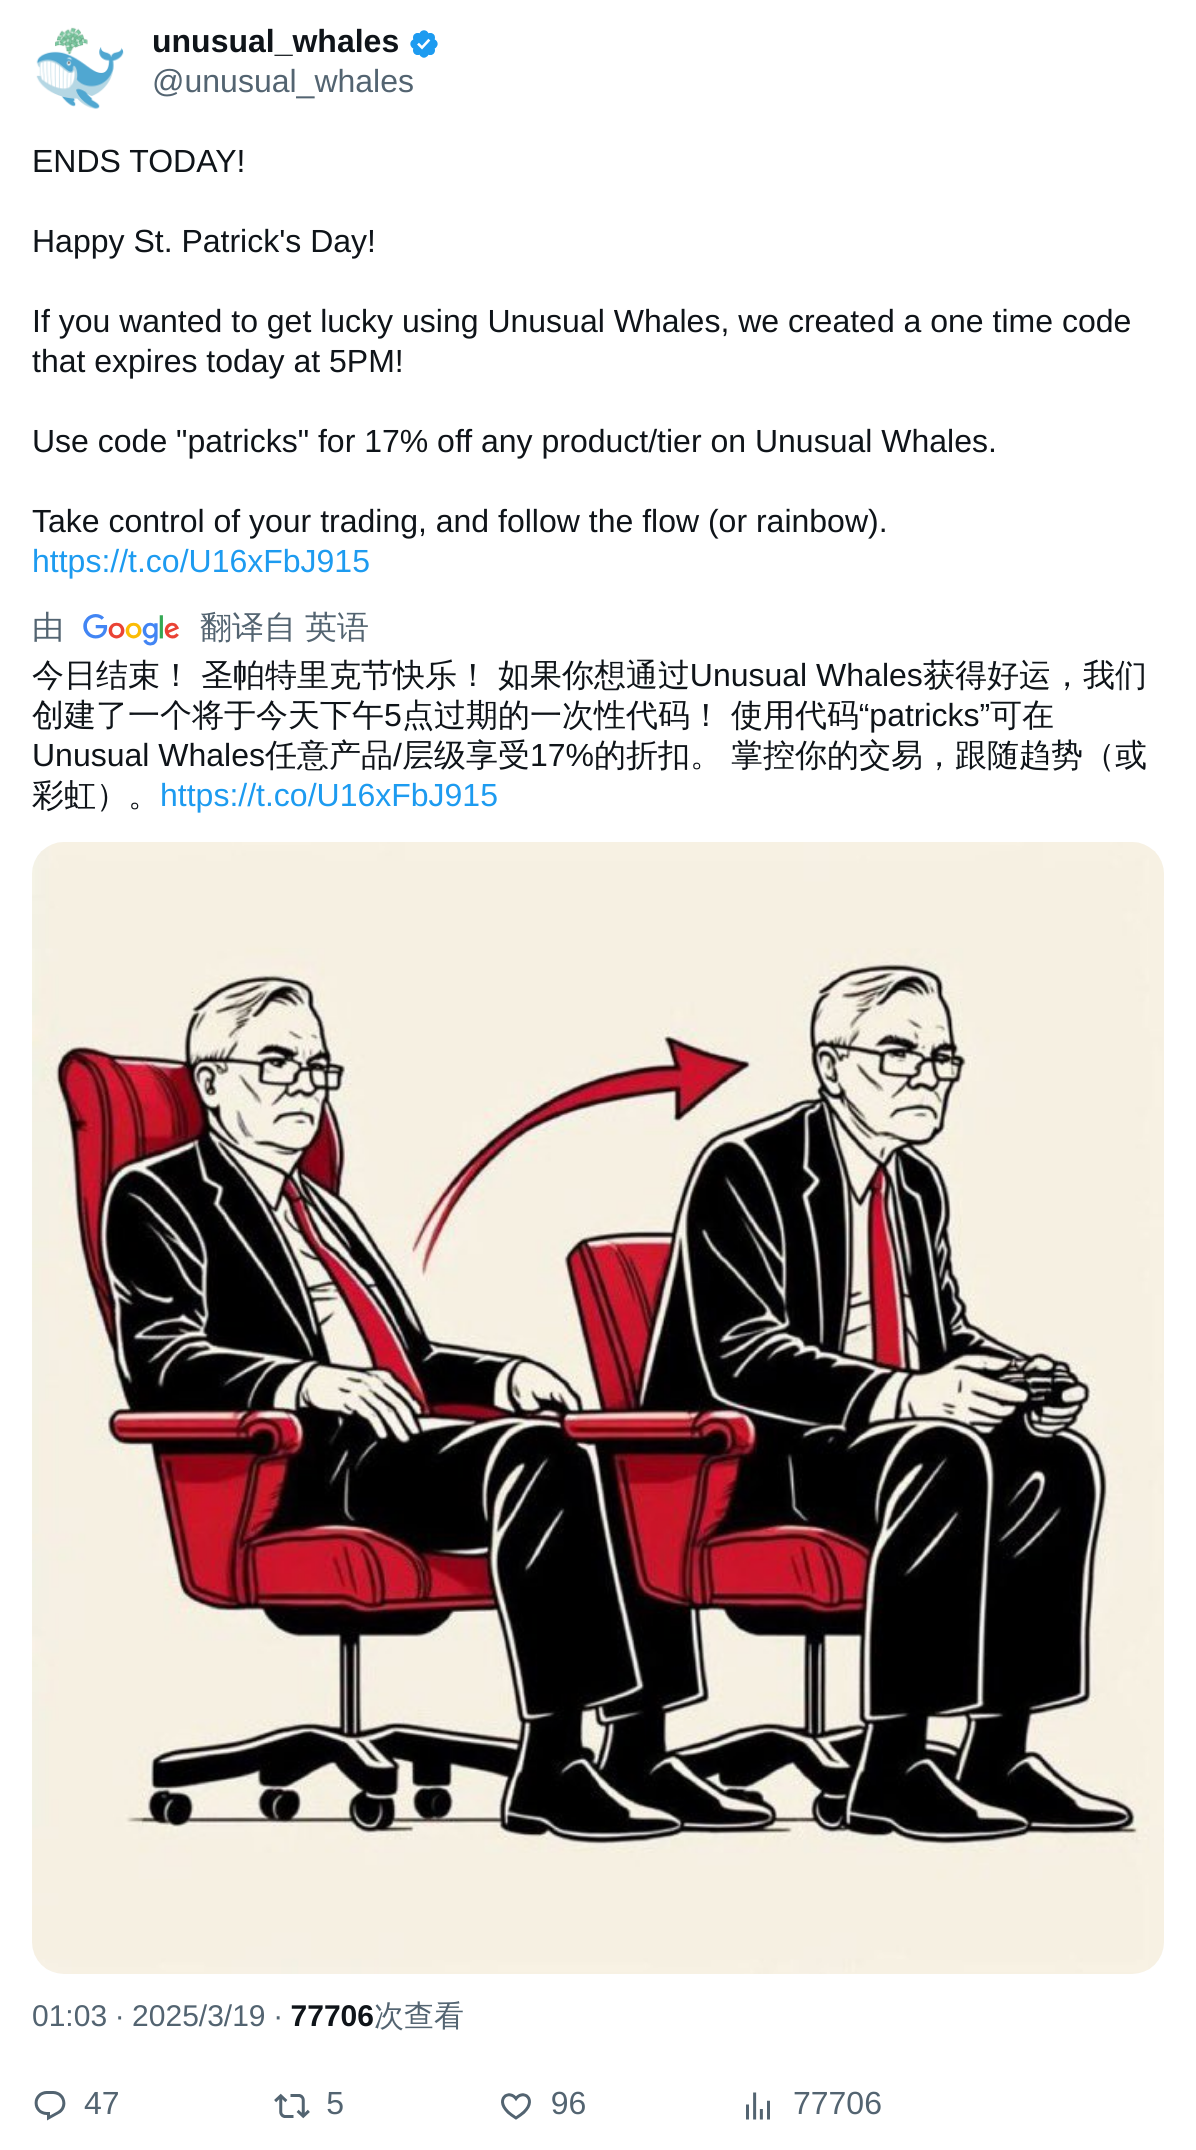 unusual_whales
@unusual_whales
ENDS TODAY!
Happy St. Patrick's Day!
If you wanted to get lucky using Unusual Whales, we created a one time code
that expires today at 5PM!
Use code "patricks" for 17% off any product/tier on Unusual Whales.
Take control of your trading, and follow the flow (or rainbow).
https://t.co/U16xFbJ915
由 Google 翻译自 英语
今日结束！ 圣帕特里克节快乐！ 如果你想通过Unusual Whales获得好运，我们
创建了一个将于今天下午5点过期的一次性代码！ 使用代码“patricks”可在
Unusual Whales任意产品/层级享受17%的折扣。 掌控你的交易，跟随趋势（或
彩虹）。https://t.co/U16xFbJ915
01:03 · 2025/3/19 · 77706次查看
47 5 96 77706